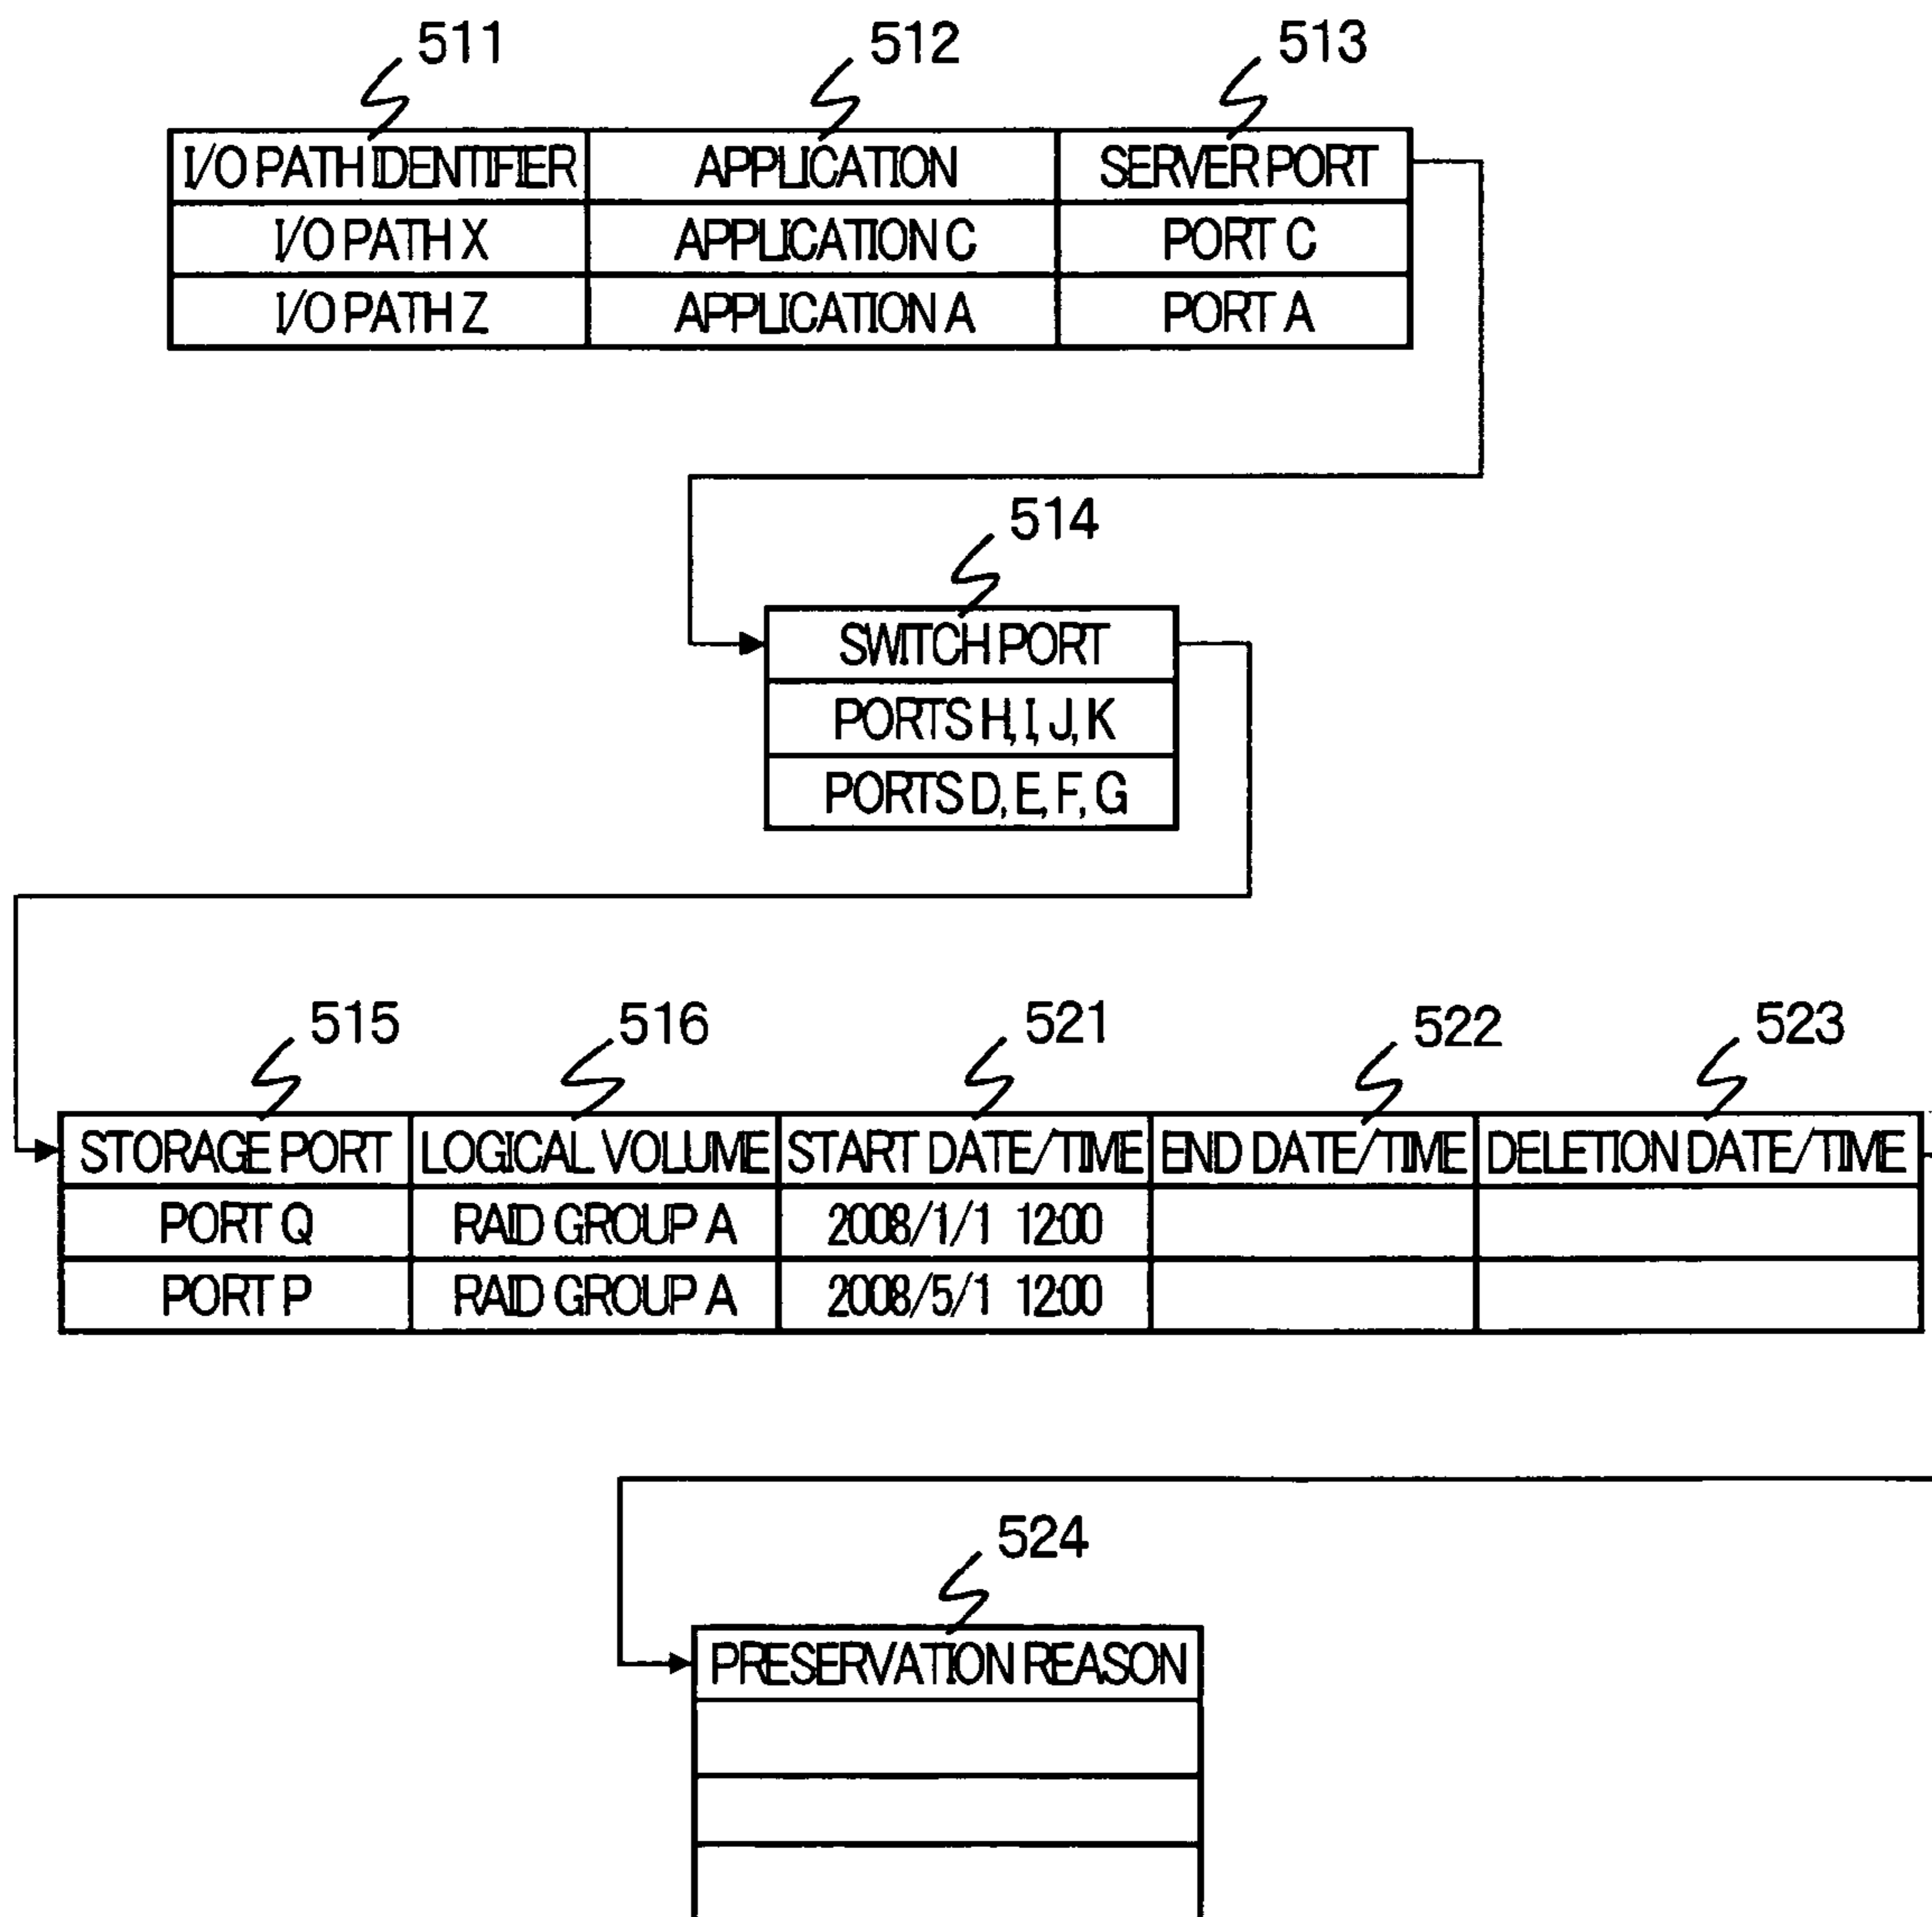 511 512 513
I/O PATH IDENTIFIER APPLICATION SERVER PORT
I/O PATH X APPLICATION C PORT C
I/O PATH Z APPLICATION A PORT A
514
SWITCH PORT
PORTS H, I, J, K
PORTS D, E, F, G
515 516 521 522 523
STORAGE PORT LOGICAL VOLUME START DATE/TIME END DATE/TIME DELETION DATE/TIME
PORT Q RAID GROUP A 2008/1/1 12:00
PORT P RAID GROUP A 2008/5/1 12:00
524
PRESERVATION REASON